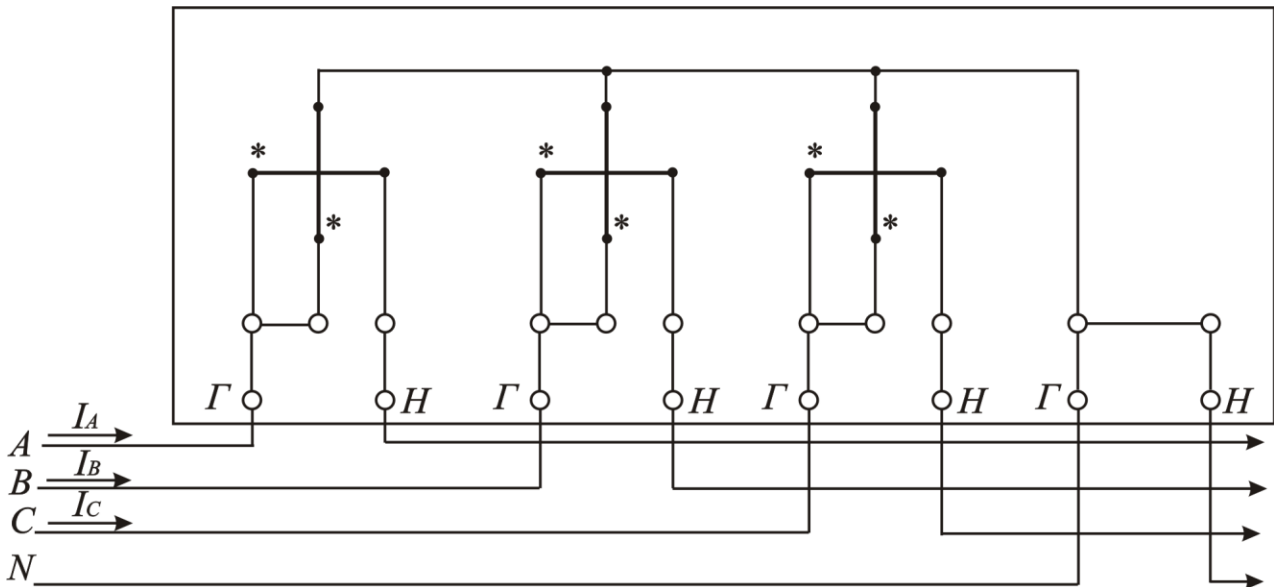 * * *
* * *
Г Н Г Н Г Н Г Н
A I_A
B I_B
C I_C
N